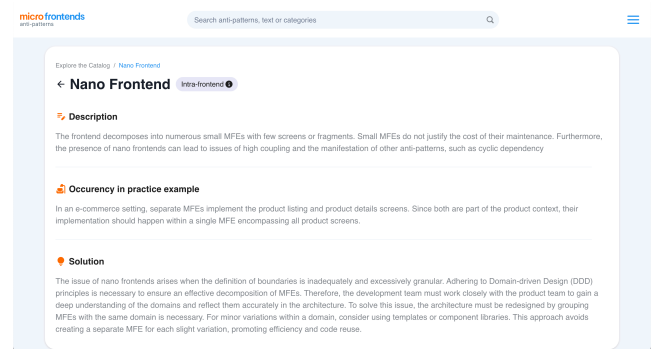 micro frontends
anti-patterns
Search anti-patterns, text or categories
Explore the Catalog / Nano Frontend
Nano Frontend Intra-frontend
Description
The frontend decomposes into numerous small MFEs with few screens or fragments. Small MFEs do not justify the cost of their maintenance. Furthermore,
the presence of nano frontends can lead to issues of high coupling and the manifestation of other anti-patterns, such as cyclic dependency
Occurency in practice example
In an e-commerce setting, separate MFEs implement the product listing and product details screens. Since both are part of the product context, their
implementation should happen within a single MFE encompassing all product screens.
Solution
The issue of nano frontends arises when the definition of boundaries is inadequately and excessively granular. Adhering to Domain-driven Design (DDD)
principles is necessary to ensure an effective decomposition of MFEs. Therefore, the development team must work closely with the product team to gain a
deep understanding of the domains and reflect them accurately in the architecture. To solve this issue, the architecture must be redesigned by grouping
MFEs with the same domain is necessary. For minor variations within a domain, consider using templates or component libraries. This approach avoids
creating a separate MFE for each slight variation, promoting efficiency and code reuse.